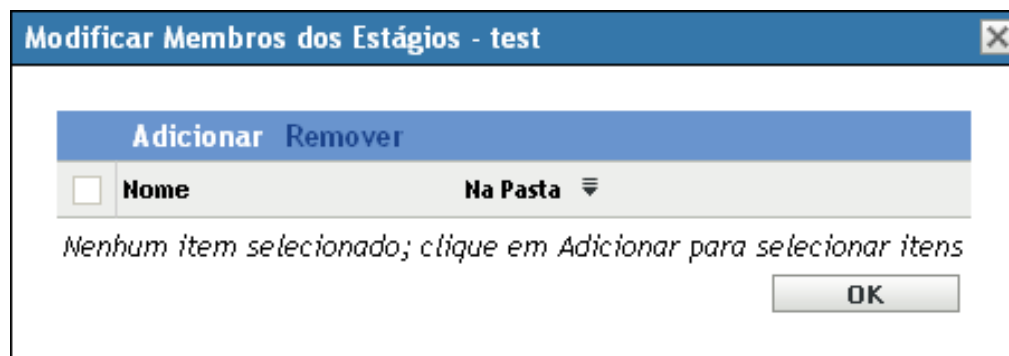 Modificar Membros dos Estágios - test
Adicionar Remover
Nome Na Pasta
Nenhum item selecionado; clique em Adicionar para selecionar itens
OK